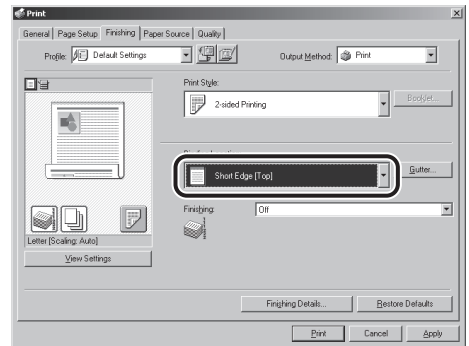 Print
General Page Setup Finishing Paper Source Quality
Profile: Default Settings Output Method: Print
Print Style:
2-sided Printing Booklet...
Short Edge [Top] Gutter...
Finishing: Off
Letter [Scaling: Auto]
View Settings
Finishing Details... Restore Defaults
Print Cancel Apply